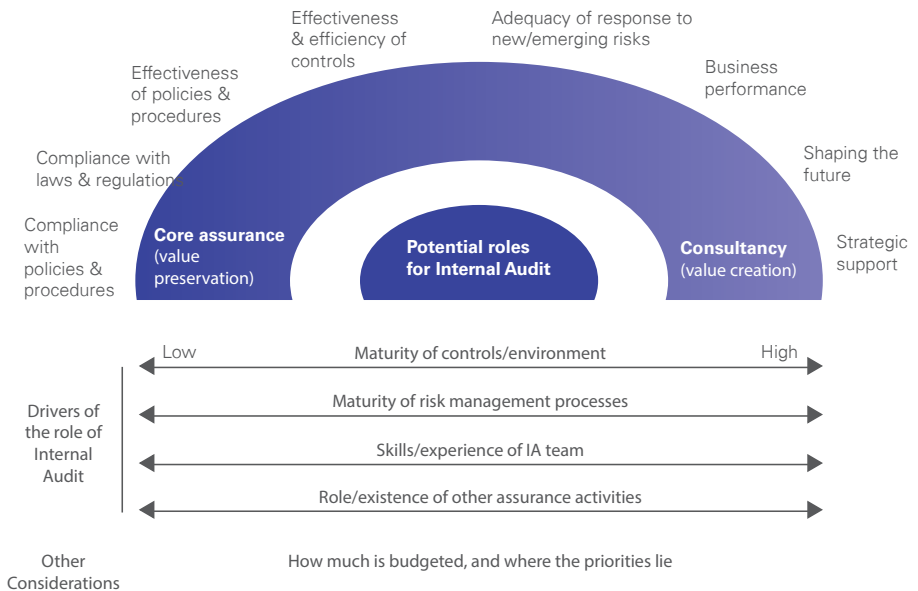 Effectiveness
& efficiency of
controls
Adequacy of response to
new/emerging risks
Effectiveness
of policies &
procedures
Business
performance
Compliance with
laws & regulations
Shaping the
future
Compliance
with
policies &
procedures
Core assurance
(value
preservation)
Potential roles
for Internal Audit
Consultancy
(value creation)
Strategic
support
Low
Maturity of controls/environment
High
Drivers of
the role of
Internal
Audit
Maturity of risk management processes
Skills/experience of IA team
Role/existence of other assurance activities
Other
Considerations
How much is budgeted, and where the priorities lie